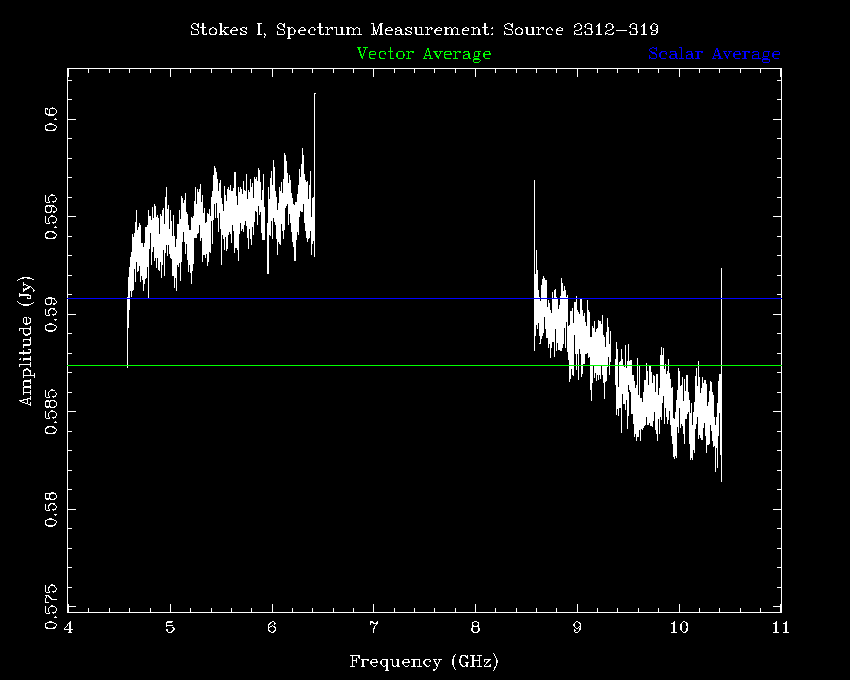 Stokes I, Spectrum Measurement: Source 2312-319
Vector Average Scalar Average
0.6
0.595
0.59
0.585
0.58
0.575
Amplitude (Jy)
4 5 6 7 8 9 10 11
Frequency (GHz)